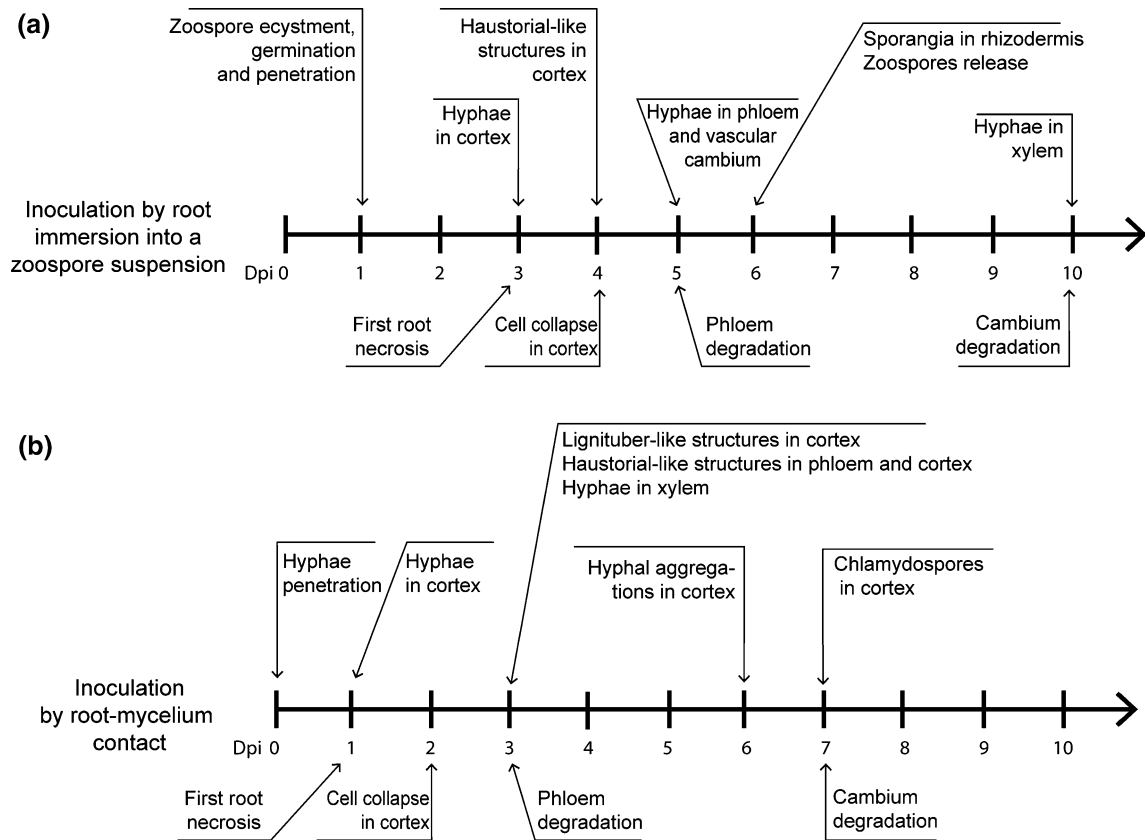 (a)
Zoospore ecystment,
germination
and penetration
Haustorial-like
structures in
cortex
Sporangia in rhizodermis
Zoospores release
Hyphae
in cortex
Hyphae in phloem
and vascular
cambium
Hyphae in
xylem
Inoculation by root
immersion into a
zoospore suspension
Dpi 0 1 2 3 4 5 6 7 8 9 10
First root
necrosis
Cell collapse
in cortex
Phloem
degradation
Cambium
degradation
(b)
Lignituber-like structures in cortex
Haustorial-like structures in phloem and cortex
Hyphae in xylem
Hyphae
penetration
Hyphae
in cortex
Hyphal aggrega-
tions in cortex
Chlamydospores
in cortex
Inoculation
by root-mycelium
contact
Dpi 0 1 2 3 4 5 6 7 8 9 10
First root
necrosis
Cell collapse
in cortex
Phloem
degradation
Cambium
degradation